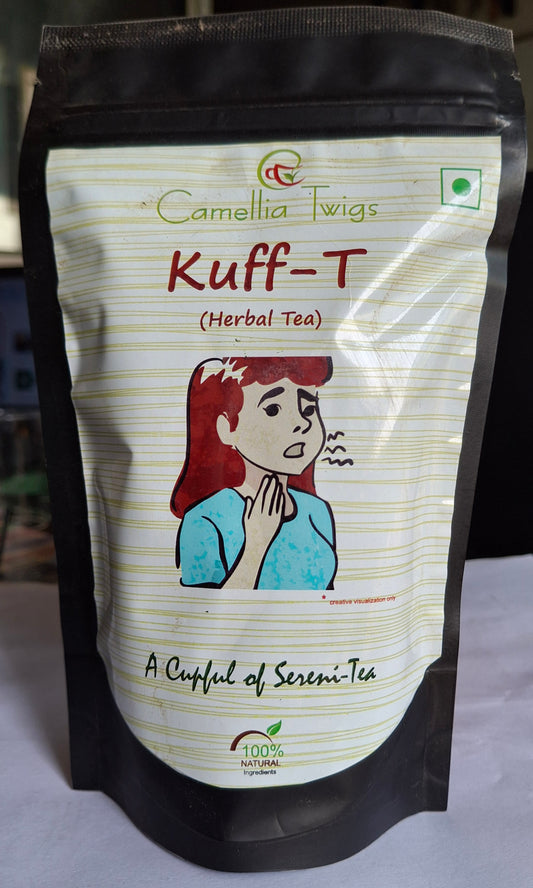 Camellia Twigs
Kuff-T
(Herbal Tea)
* creative visualization only
A Cupful of Sereni-Tea
100%
NATURAL
Ingredients